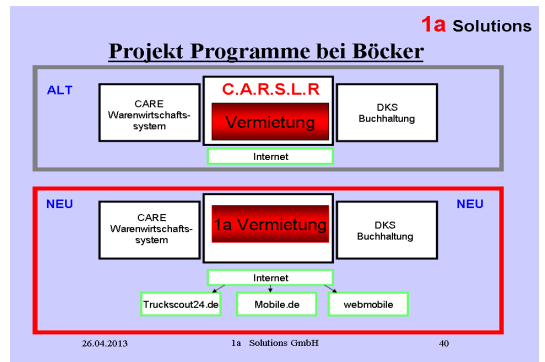 1a Solutions
Projekt Programme bei Böcker
ALT
CARE
Warenwirtschafts-
system
C.A.R.S.L.R
Vermietung
DKS
Buchhaltung
Internet
NEU
NEU
CARE
Warenwirtschafts-
system
1a Vermietung
DKS
Buchhaltung
Internet
Truckscout24.de
Mobile.de
webmobile
26.04.2013
1a Solutions GmbH
40